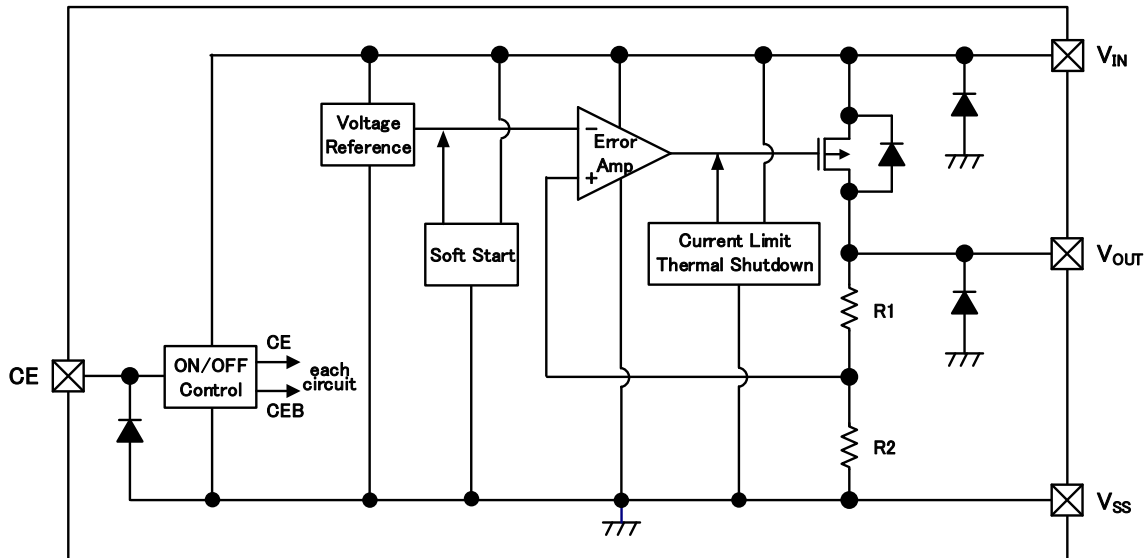 VIN
Voltage
Reference
−
Error
Amp
+
Soft Start
Current Limit
Thermal Shutdown
VOUT
R1
CE
ON/OFF
Control
CE
each
circuit
CEB
R2
VSS